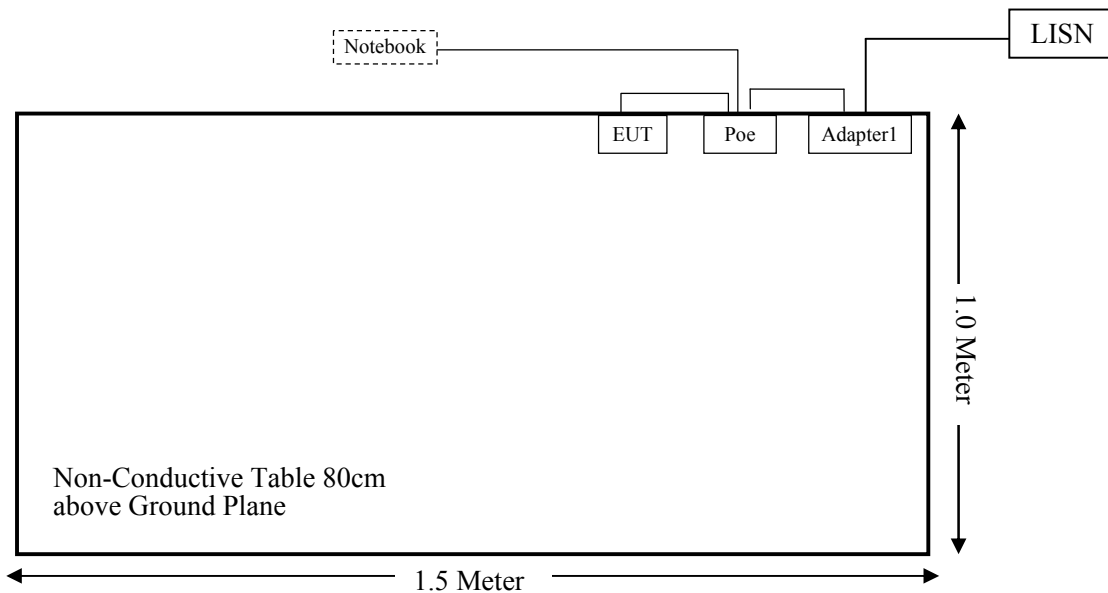 LISN
Notebook
EUT
Poe
Adapter1
1.0 Meter
Non-Conductive Table 80cm
above Ground Plane
1.5 Meter